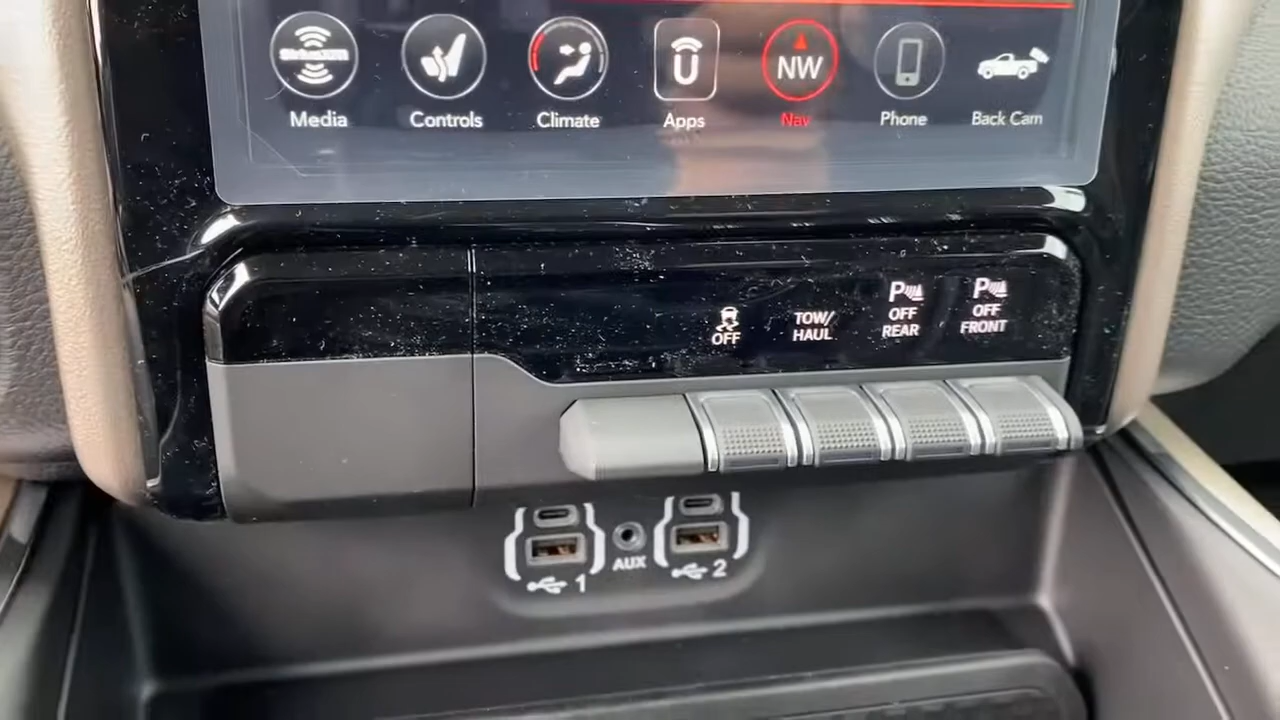 SiriusXM
Media
Controls
Climate
Apps
NW
Nav
Phone
Back Cam
OFF
TOW/
HAUL
P
OFF
REAR
P
OFF
FRONT
1
AUX
2